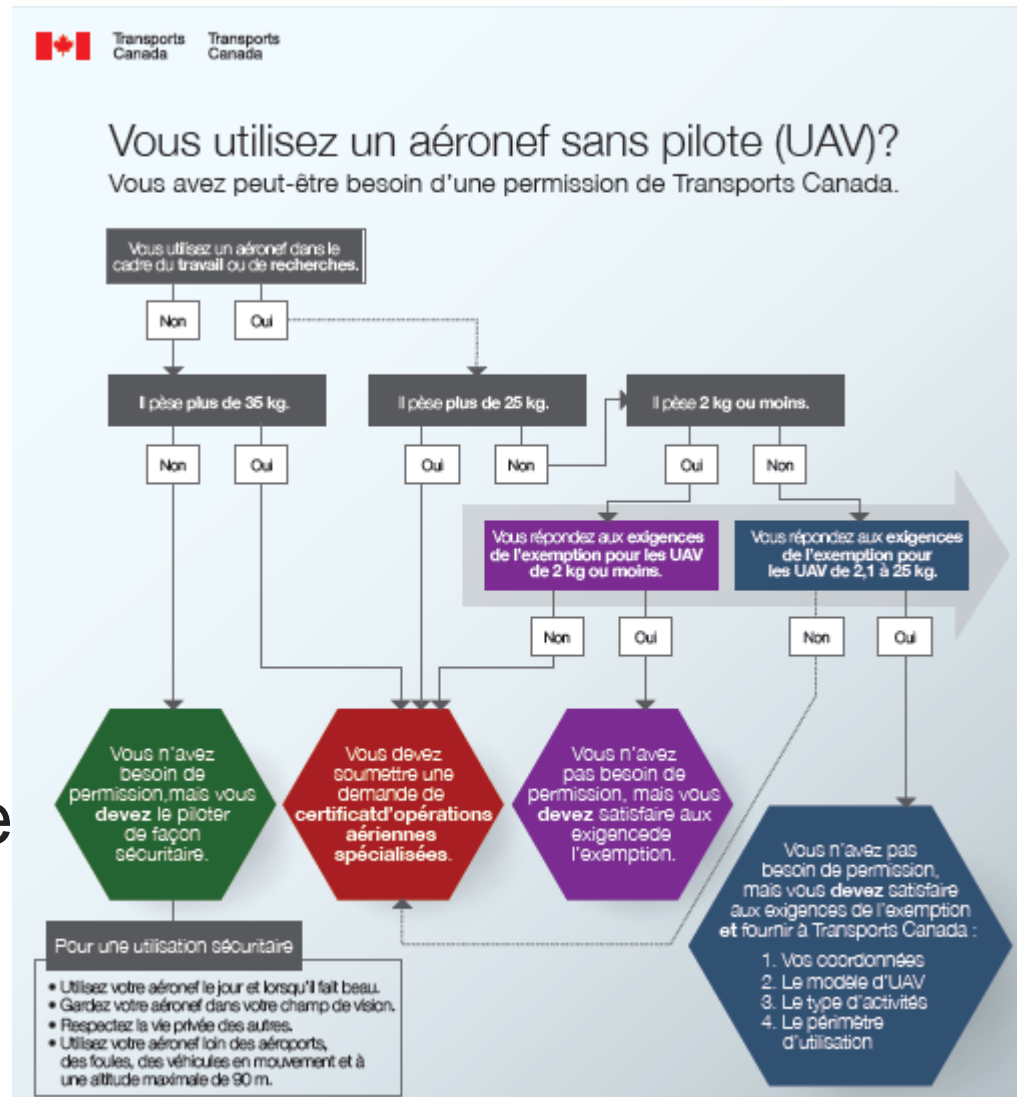 Transports Transports
Canada Canada
Vous utilisez un aéronef sans pilote (UAV)?
Vous avez peut-être besoin d'une permission de Transports Canada.
Vous utilisez un aéronef dans le
cadre du travail ou de recherches.
Non
Oui
Il pèse plus de 35 kg.
Il pèse plus de 25 kg.
Il pèse 2 kg ou moins.
Non
Oui
Oui
Non
Oui
Non
Vous répondez aux exigences
de l'exemption pour les UAV
de 2 kg ou moins.
Vous répondez aux exigences
de l'exemption pour
les UAV de 2,1 à 25 kg.
Non
Oui
Non
Oui
Vous n'avez
besoin de
permission,mais vous
devez le piloter
de façon
sécuritaire.
Vous devez
soumettre une
demande de
certificatd'opérations
aériennes
spécialisées.
Vous n'avez
pas besoin de
permission, mais vous
devez satisfaire aux
exigencede
l'exemption.
Vous n'avez pas
besoin de permission,
mais vous devez satisfaire
aux exigences de l'exemption
et fournir à Transports Canada :
1. Vos coordonnées
2. Le modèle d'UAV
3. Le type d'activités
4. Le périmètre
d'utilisation
e
Pour une utilisation sécuritaire
• Utilisez votre aéronef le jour et lorsqu'il fait beau.
• Gardez votre aéronef dans votre champ de vision.
• Respectez la vie privée des autres.
• Utilisez votre aéronef loin des aéroports,
des foules, des véhicules en mouvement et à
une altitude maximale de 90 m.